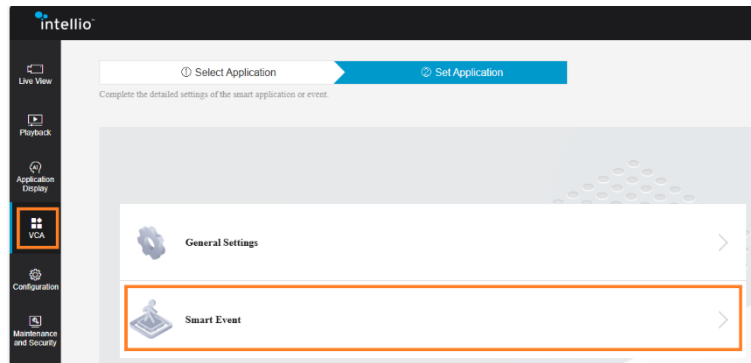 intellio
Live View
Playback
Application
Display
VCA
Configuration
Maintenance
and Security
① Select Application
② Set Application
Complete the detailed settings of the smart application or event.
General Settings
Smart Event